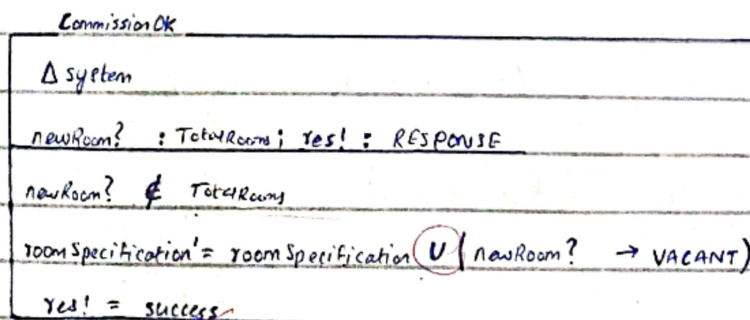 CommissionOK
Δ system
newRoom? : TotalRooms; res! : RESPONSE
newRoom? ∉ TotalRooms
roomSpecification' = roomSpecification U (newRoom? → VACANT)
res! = success